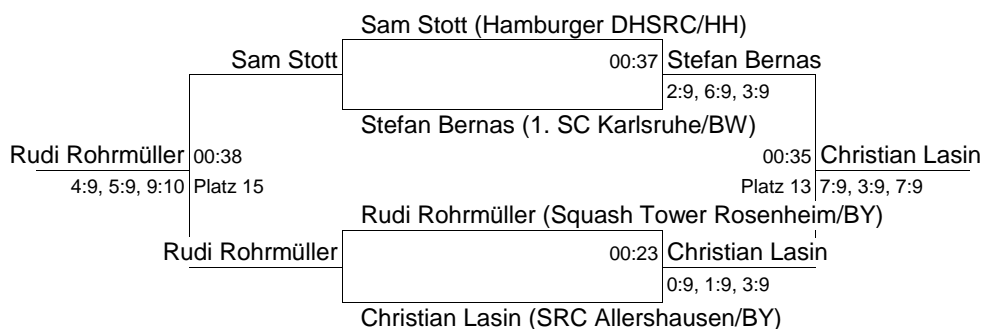 Sam Stott (Hamburger DHSRC/HH)
Sam Stott 00:37 Stefan Bernas
2:9, 6:9, 3:9
Stefan Bernas (1. SC Karlsruhe/BW)
Rudi Rohrmüller 00:38 00:35 Christian Lasin
4:9, 5:9, 9:10 Platz 15 Platz 13 7:9, 3:9, 7:9
Rudi Rohrmüller (Squash Tower Rosenheim/BY)
Rudi Rohrmüller 00:23 Christian Lasin
0:9, 1:9, 3:9
Christian Lasin (SRC Allershausen/BY)